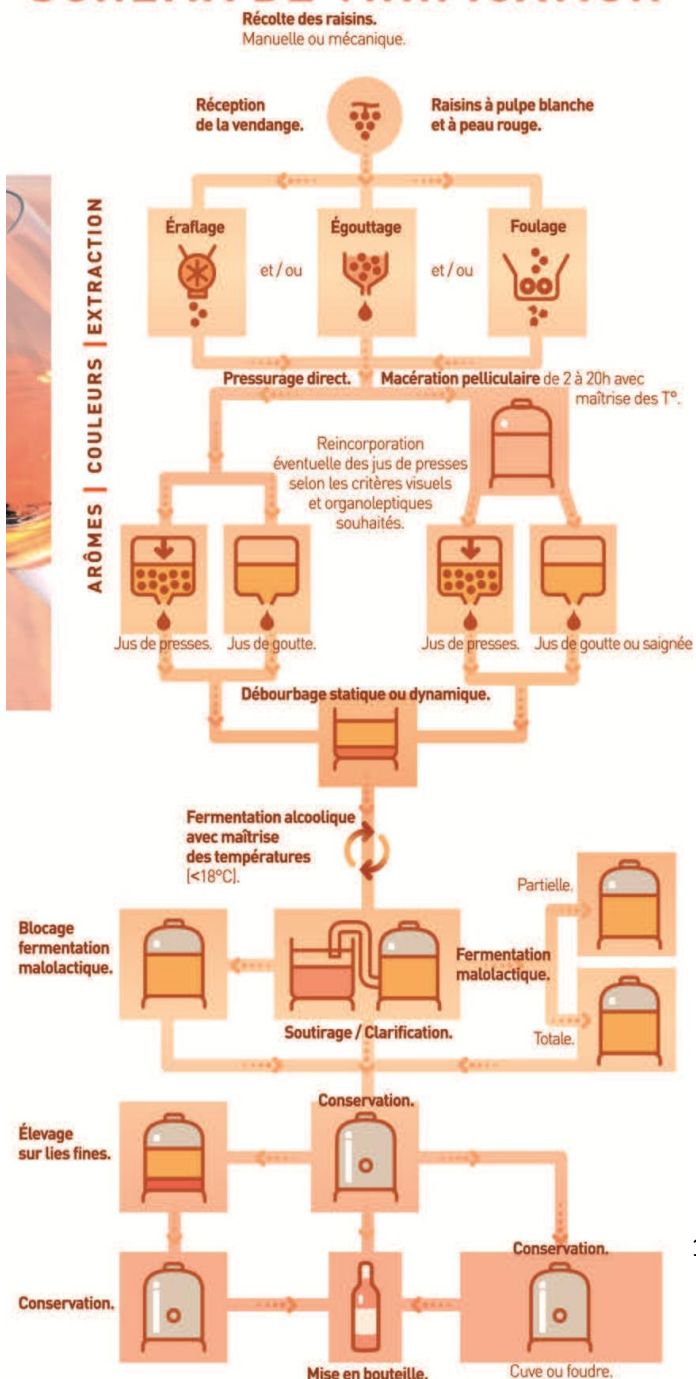 Récolte des raisins.
Manuelle ou mécanique.
Réception
de la vendange.
Raisins à pulpe blanche
et à peau rouge.
ARÔMES | COULEURS | EXTRACTION
Éraflage
et / ou
Égouttage
et / ou
Foulage
Pressurage direct.
Macération pelliculaire de 2 à 20h avec
maîtrise des T°.
Reincorporation
éventuelle des jus de presses
selon les critères visuels
et organoleptiques
souhaités.
Jus de presses.
Jus de goutte.
Jus de presses.
Jus de goutte ou saignée
Débourbage statique ou dynamique.
Fermentation alcoolique
avec maîtrise
des températures
(<18°C).
Partielle.
Blocage
fermentation
malolactique.
Fermentation
malolactique.
Totale.
Soutirage / Clarification.
Conservation.
Élevage
sur lies fines.
Conservation.
Conservation.
Mise en bouteille.
Cuve ou foudre.